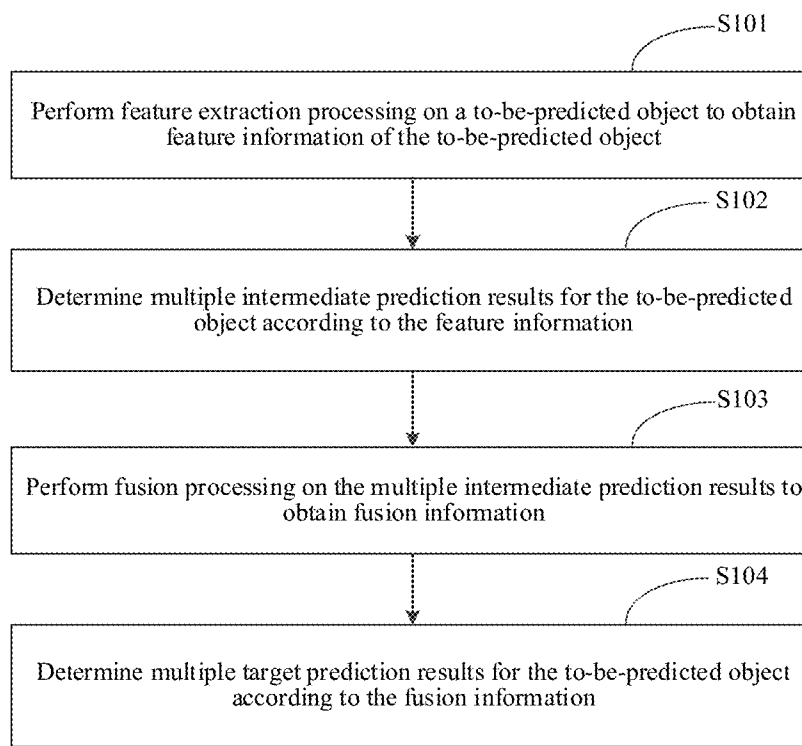 S101
Perform feature extraction processing on a to-be-predicted object to obtain
feature information of the to-be-predicted object
S102
Determine multiple intermediate prediction results for the to-be-predicted
object according to the feature information
S103
Perform fusion processing on the multiple intermediate prediction results to
obtain fusion information
S104
Determine multiple target prediction results for the to-be-predicted object
according to the fusion information